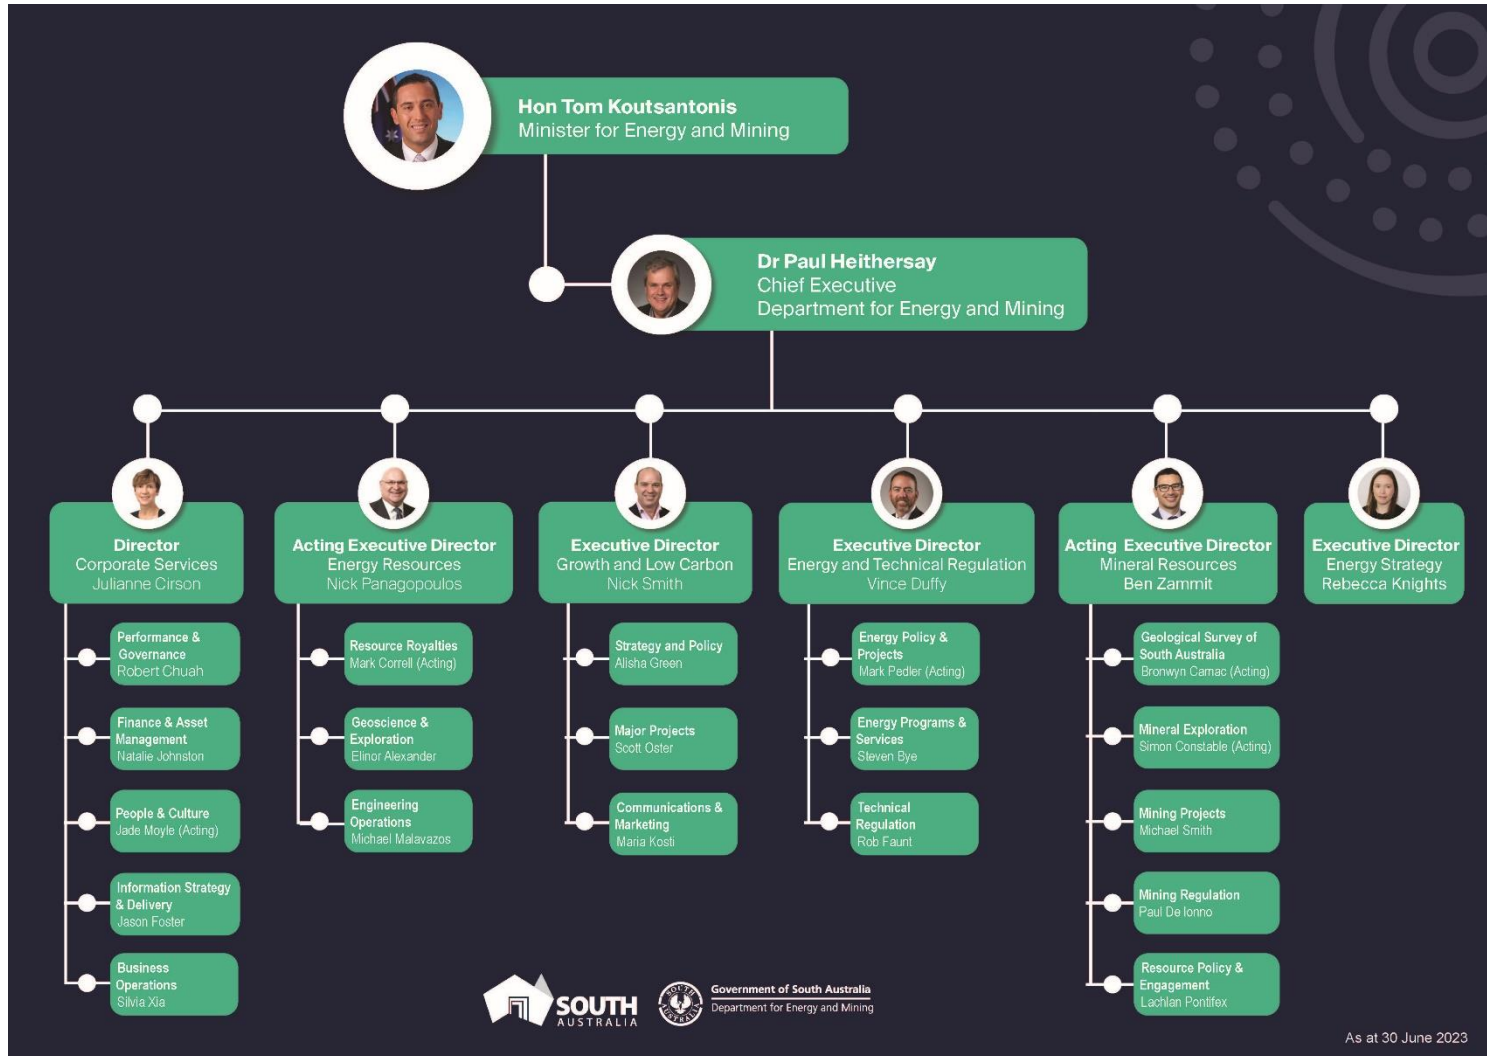 Hon Tom Koutsantonis
Minister for Energy and Mining
Dr Paul Heithersay
Chief Executive
Department for Energy and Mining
Director
Corporate Services
Julianne Cirson
Performance &
Governance
Robert Chuah
Finance & Asset
Management
Natalie Johnston
People & Culture
Jade Moyle (Acting)
Information Strategy
& Delivery
Jason Foster
Business
Operations
Silvia Xia
Acting Executive Director
Energy Resources
Nick Panagopoulos
Resource Royalties
Mark Correll (Acting)
Geoscience &
Exploration
Elinor Alexander
Engineering
Operations
Michael Malavazos
Executive Director
Growth and Low Carbon
Nick Smith
Strategy and Policy
Alisha Green
Major Projects
Scott Oster
Communications &
Marketing
Maria Kosti
Executive Director
Energy and Technical Regulation
Vince Duffy
Energy Policy &
Projects
Mark Pedler (Acting)
Energy Programs &
Services
Steven Bye
Technical
Regulation
Rob Faunt
Acting Executive Director
Mineral Resources
Ben Zammit
Geological Survey of
South Australia
Bronwyn Camac (Acting)
Mineral Exploration
Simon Constable (Acting)
Mining Projects
Michael Smith
Mining Regulation
Paul De Ionno
Resource Policy &
Engagement
Lachlan Pontifex
Executive Director
Energy Strategy
Rebecca Knights
SOUTH
AUSTRALIA
SOUTH
AUSTRALIA
Government of South Australia
Department for Energy and Mining
As at 30 June 2023